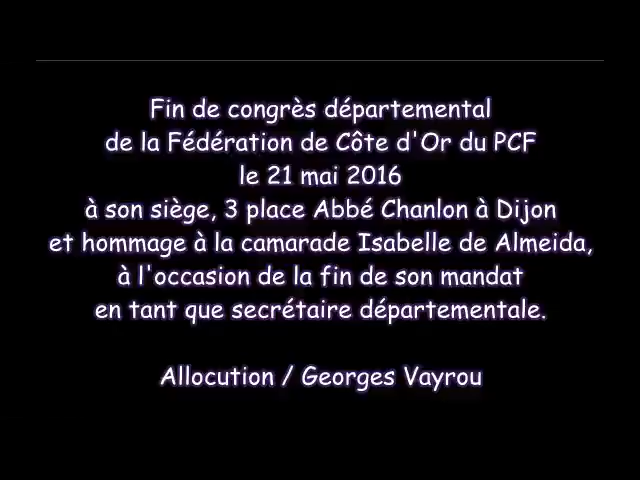 Fin de congrès départemental
de la Fédération de Côte d'Or du PCF
le 21 mai 2016
à son siège, 3 place Abbé Chanlon à Dijon
et hommage à la camarade Isabelle de Almeida,
à l'occasion de la fin de son mandat
en tant que secrétaire départementale.
Allocution / Georges Vayrou